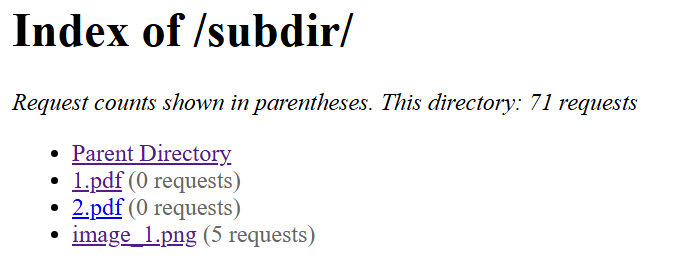 Index of /subdir/
Request counts shown in parentheses. This directory: 71 requests
Parent Directory
1.pdf (0 requests)
2.pdf (0 requests)
image_1.png (5 requests)